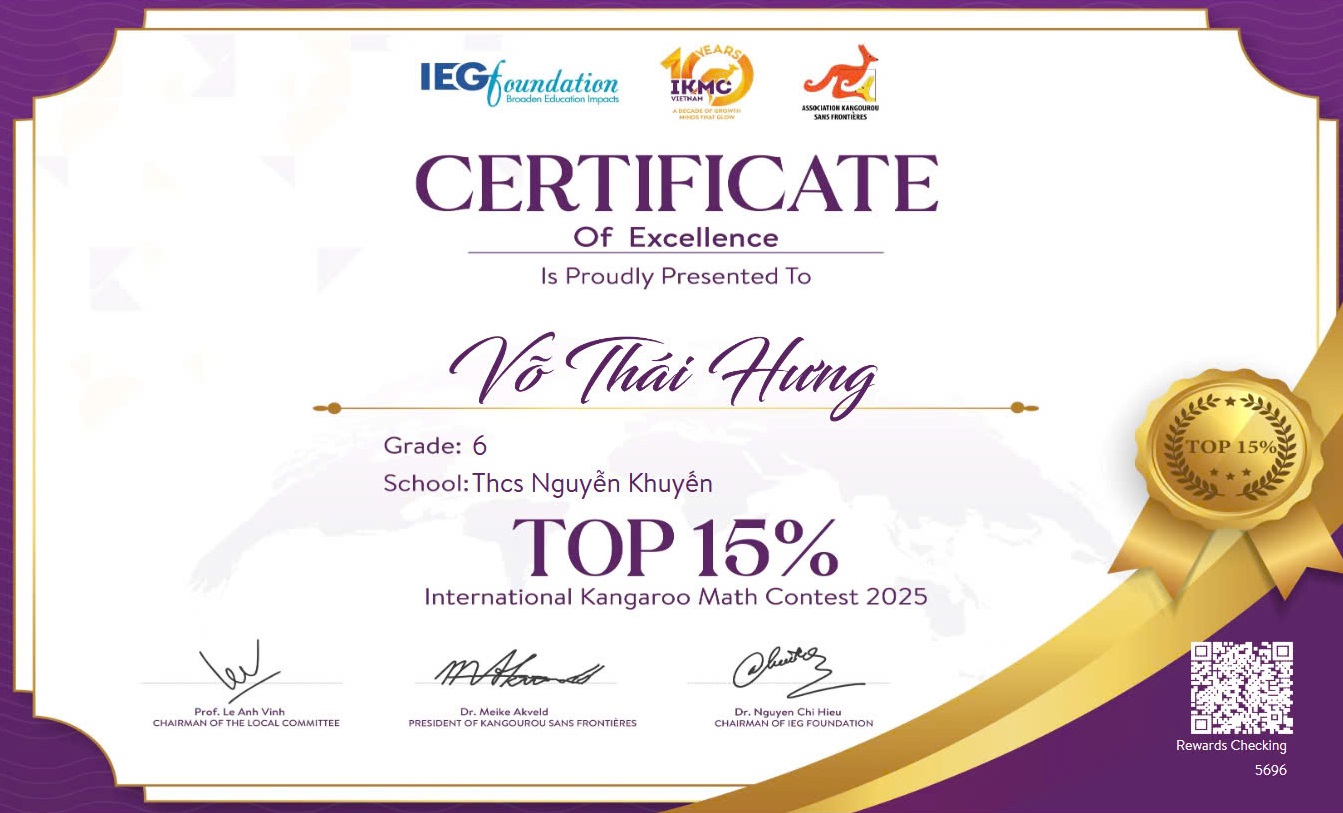 IEG foundation
Broaden Education Impacts
10 YEARS
IKMC
VIETNAM
A DECADE OF GROWTH
MINDS THAT GLOW
ASSOCIATION KANGOUROU
SANS FRONTIÈRES
CERTIFICATE
Of Excellence
Is Proudly Presented To
Võ Thái Hưng
Grade: 6
School: Thcs Nguyễn Khuyến
TOP 15%
TOP 15%
International Kangaroo Math Contest 2025
Prof. Le Anh Vinh
CHAIRMAN OF THE LOCAL COMMITTEE
Dr. Meike Akveld
PRESIDENT OF KANGOUROU SANS FRONTIÈRES
Dr. Nguyen Chi Hieu
CHAIRMAN OF IEG FOUNDATION
Rewards Checking
5696